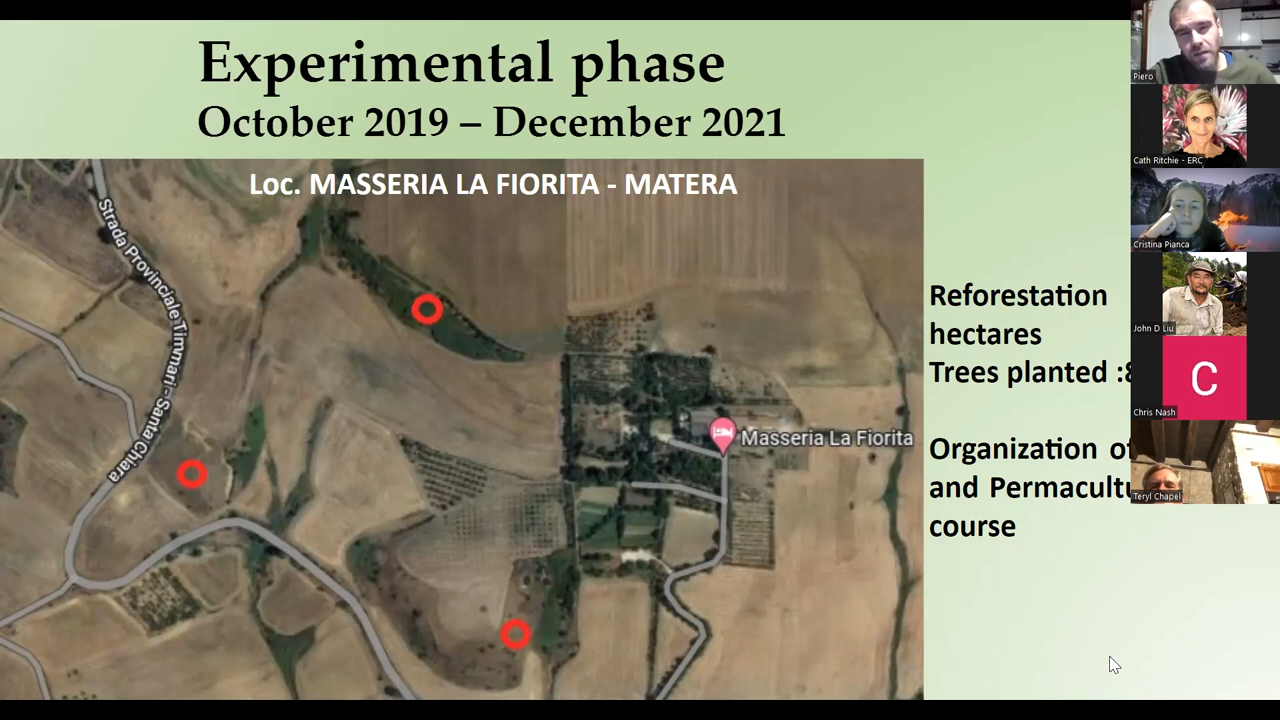 Experimental phase
October 2019 – December 2021
Loc. MASSERIA LA FIORITA - MATERA
Strada Provinciale Timmari - Santa Chiara
Masseria La Fiorita
Reforestation
hectares
Trees planted :
Organization of
and Permacultu
course
Piero
Cath Ritchie - ERC
Cristina Pianca
John D Liu
C
Chris Nash
Teryl Chapel